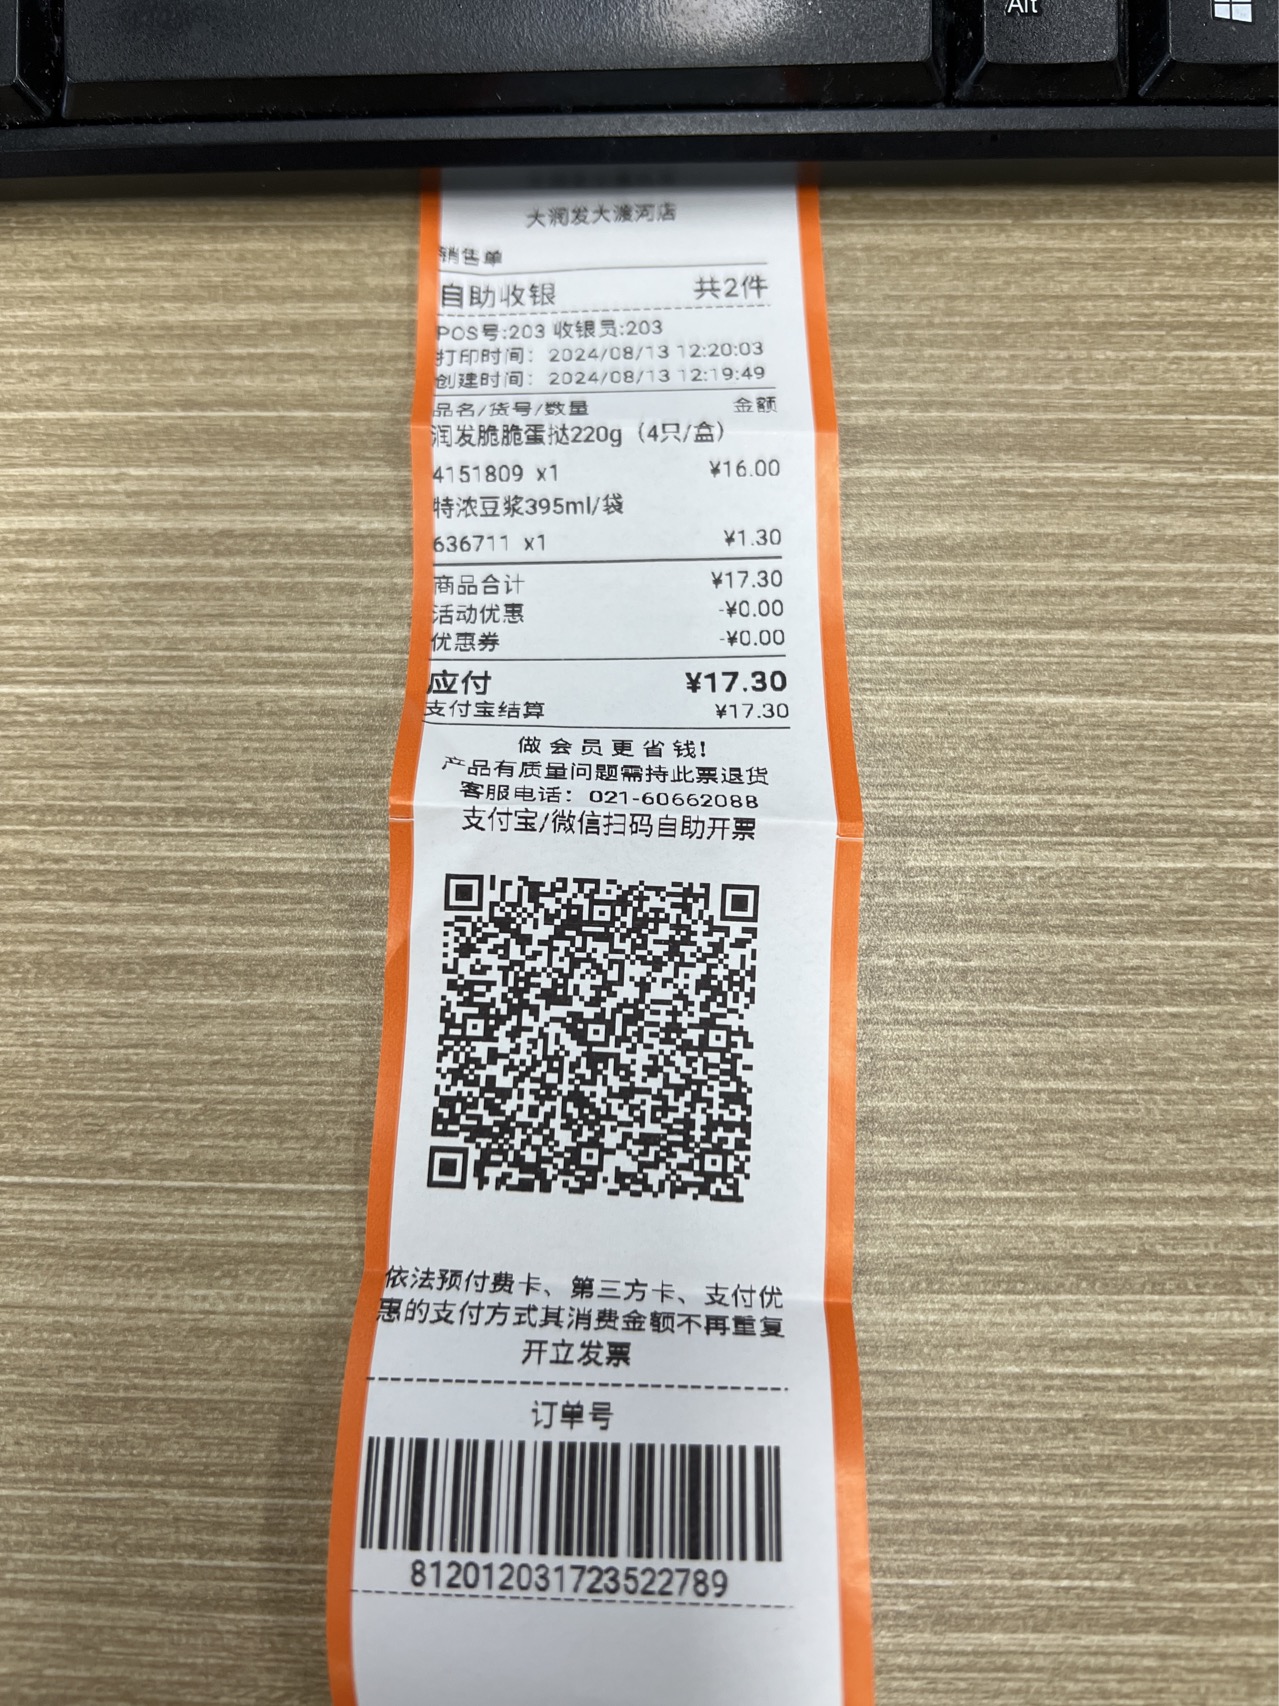 Alt
大润发大渡河店
销售单
自助收银 共2件
POS号:203 收银员:203
打印时间: 2024/08/13 12:20:03
创建时间: 2024/08/13 12:19:49
品名/货号/数量 金额
润发脆脆蛋挞220g（4只/盒）
4151809 x1 ¥16.00
特浓豆浆395ml/袋
636711 x1 ¥1.30
商品合计 ¥17.30
活动优惠 -¥0.00
优惠券 -¥0.00
应付 ¥17.30
支付宝结算 ¥17.30
做会员更省钱!
产品有质量问题需持此票退货
客服电话: 021-60662088
支付宝/微信扫码自助开票
依法预付费卡、第三方卡、支付优
惠的支付方式其消费金额不再重复
开立发票
订单号
812012031723522789